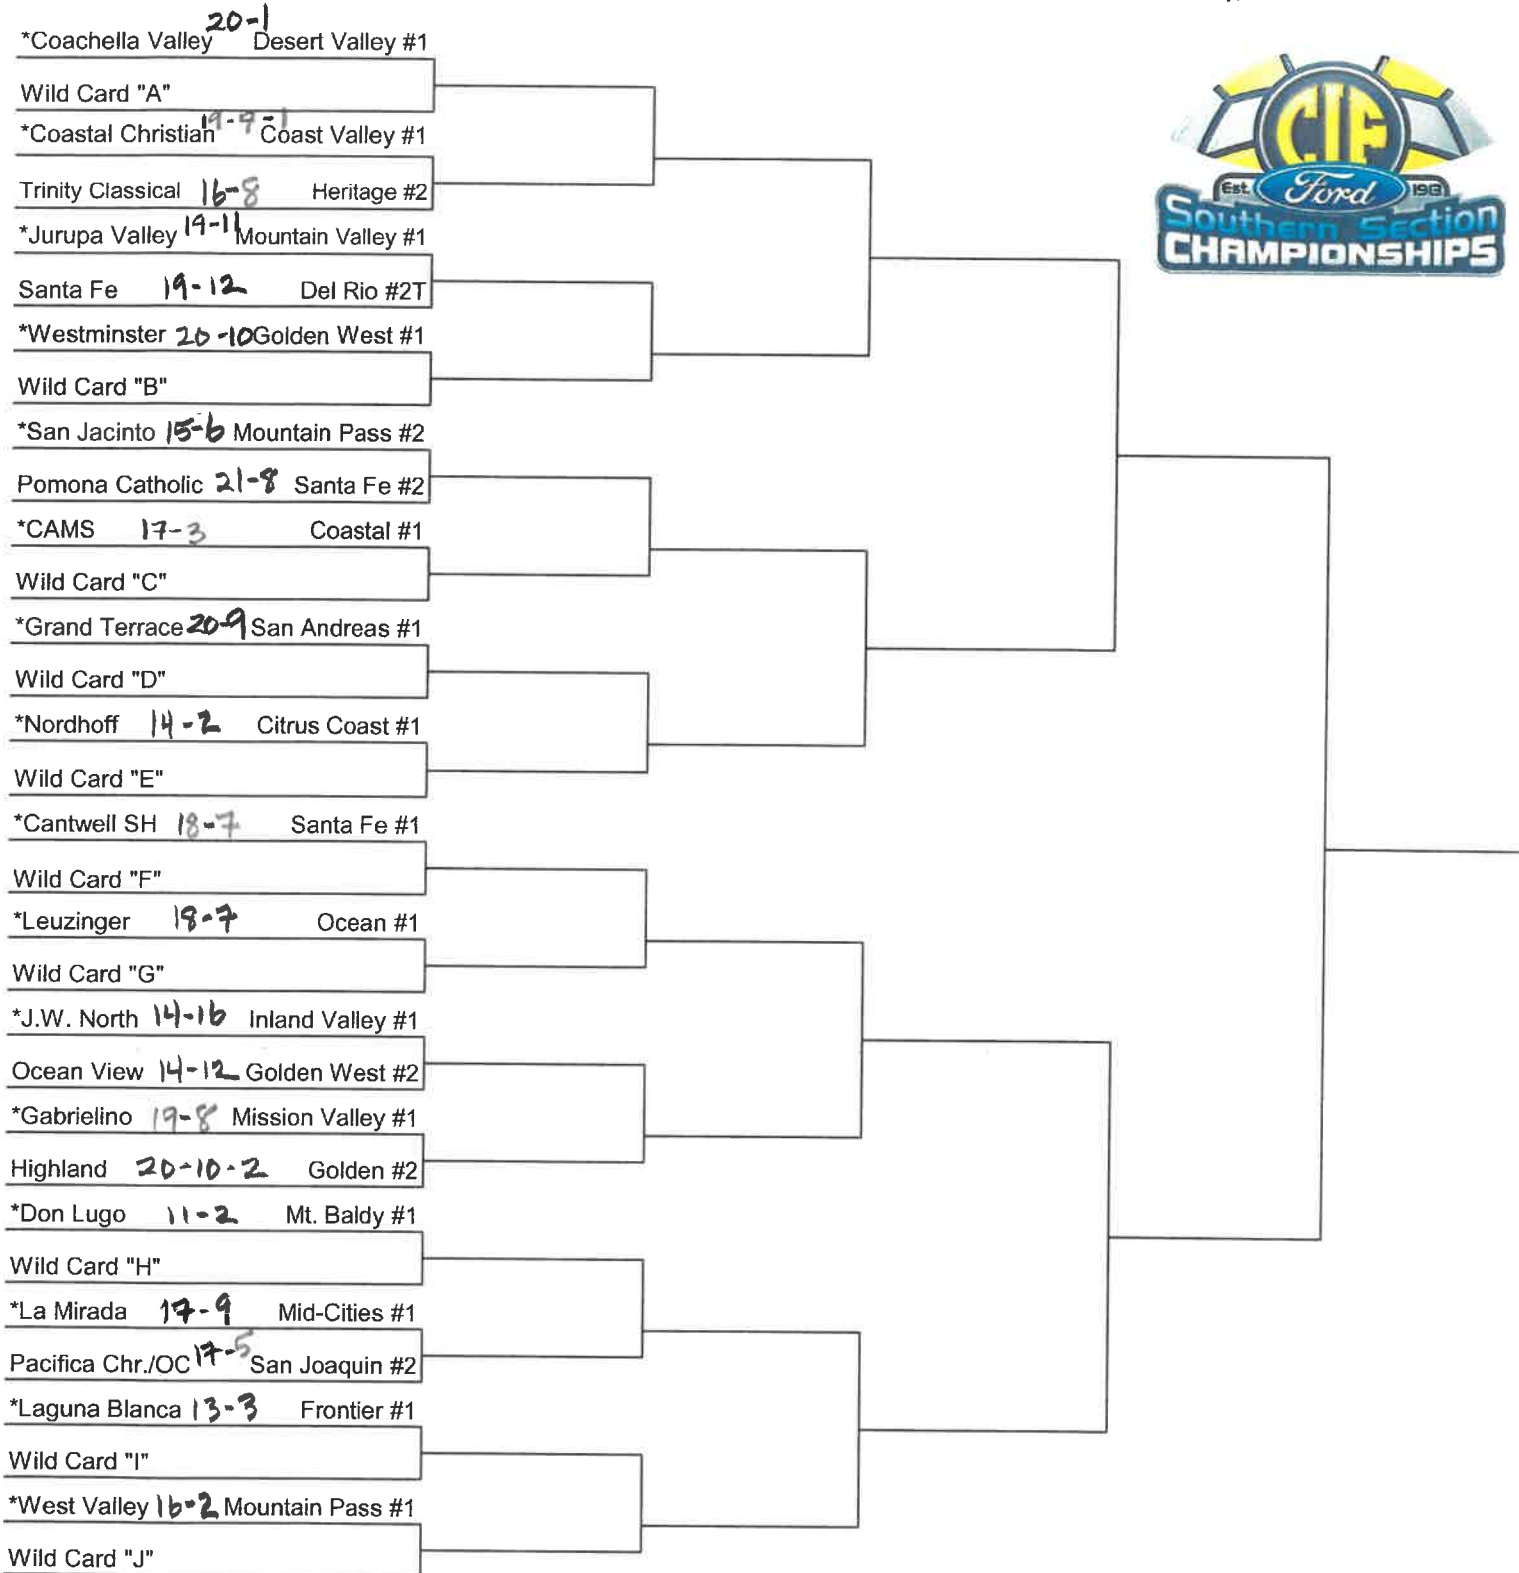 *Coachella Valley 20-1 Desert Valley #1
Wild Card "A"
*Coastal Christian 19-9-1 Coast Valley #1
Trinity Classical 16-8 Heritage #2
*Jurupa Valley 19-11 Mountain Valley #1
Santa Fe 19-12 Del Rio #2T
*Westminster 20-10 Golden West #1
Wild Card "B"
*San Jacinto 15-6 Mountain Pass #2
Pomona Catholic 21-8 Santa Fe #2
*CAMS 17-3 Coastal #1
Wild Card "C"
*Grand Terrace 20-9 San Andreas #1
Wild Card "D"
*Nordhoff 14-2 Citrus Coast #1
Wild Card "E"
*Cantwell SH 18-7 Santa Fe #1
Wild Card "F"
*Leuzinger 18-7 Ocean #1
Wild Card "G"
*J.W. North 14-16 Inland Valley #1
Ocean View 14-12 Golden West #2
*Gabrielino 19-8 Mission Valley #1
Highland 20-10-2 Golden #2
*Don Lugo 11-2 Mt. Baldy #1
Wild Card "H"
*La Mirada 17-9 Mid-Cities #1
Pacifica Chr./OC 17-5 San Joaquin #2
*Laguna Blanca 13-3 Frontier #1
Wild Card "I"
*West Valley 16-2 Mountain Pass #1
Wild Card "J"
CIF
Est. Ford 1913
Southern Section
CHAMPIONSHIPS